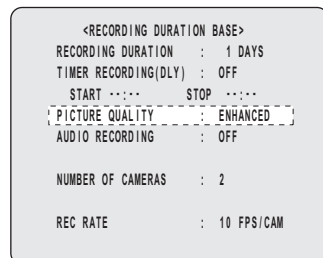 <RECORDING DURATION BASE>
RECORDING DURATION : 1 DAYS
TIMER RECORDING(DLY) : OFF
START --:-- STOP --:--
PICTURE QUALITY : ENHANCED
AUDIO RECORDING : OFF
NUMBER OF CAMERAS : 2
REC RATE : 10 FPS/CAM